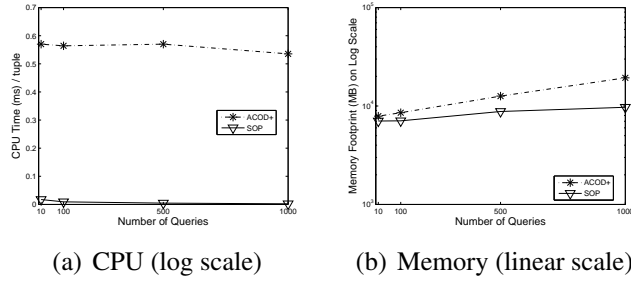 0.7
0.6
0.5
0.4
0.3
0.2
0.1
0
10 100 500 1000
CPU Time (ms) / tuple
Number of Queries
ACOD+
SOP
(a) CPU (log scale)
10^5
10^4
10^3
10 100 500 1000
Memory Footprint (MB) on Log Scale
Number of Queries
ACOD+
SOP
(b) Memory (linear scale)